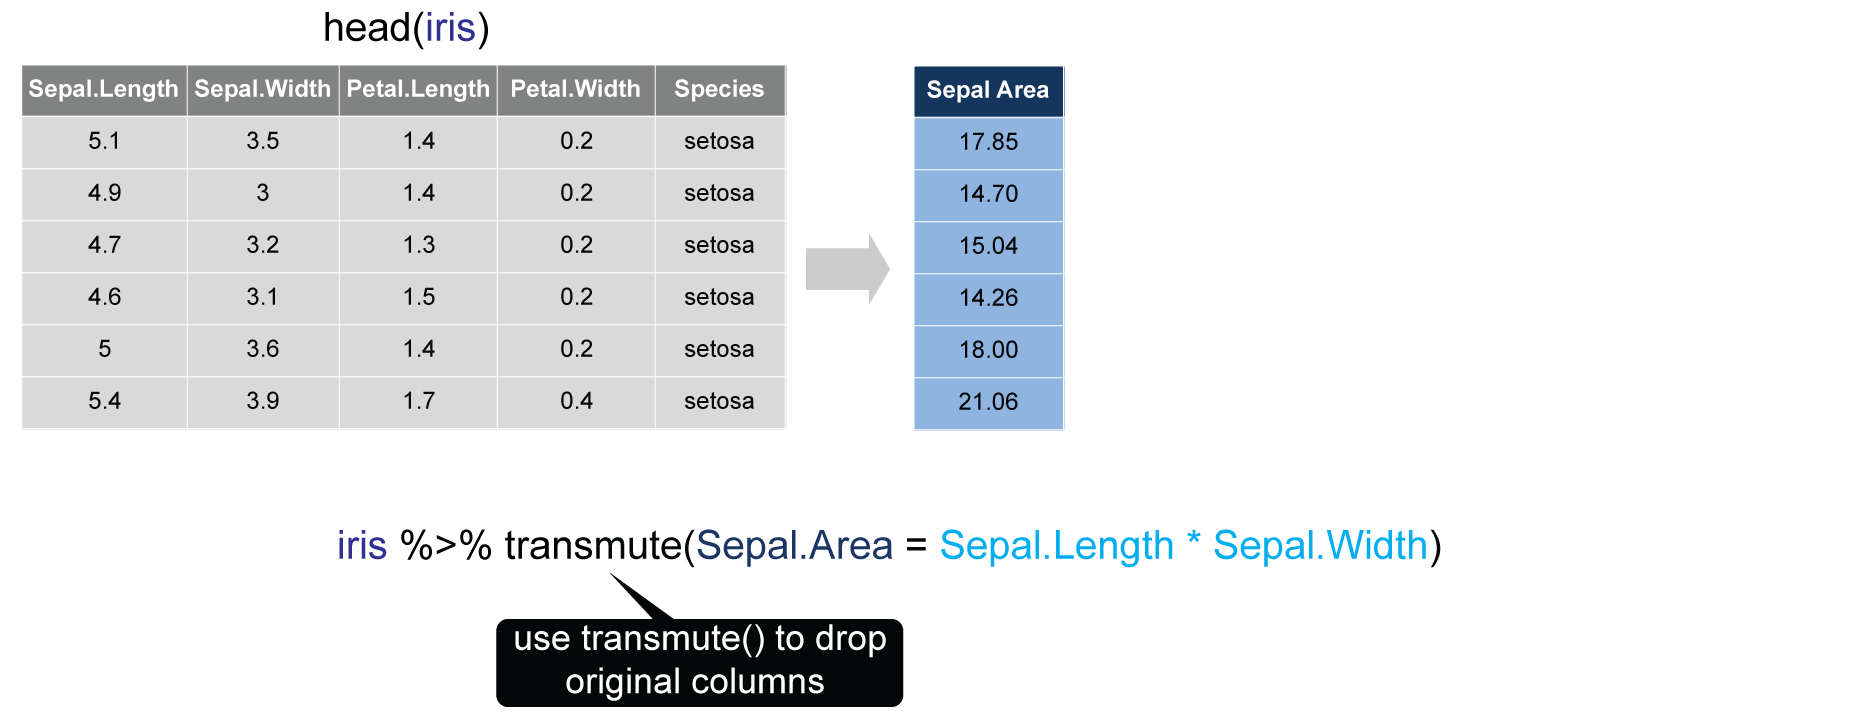 head(iris)
Sepal.Length Sepal.Width Petal.Length Petal.Width Species
5.1 3.5 1.4 0.2 setosa
4.9 3 1.4 0.2 setosa
4.7 3.2 1.3 0.2 setosa
4.6 3.1 1.5 0.2 setosa
5 3.6 1.4 0.2 setosa
5.4 3.9 1.7 0.4 setosa
Sepal Area
17.85
14.70
15.04
14.26
18.00
21.06
iris %>% transmute(Sepal.Area = Sepal.Length * Sepal.Width)
use transmute() to drop
original columns